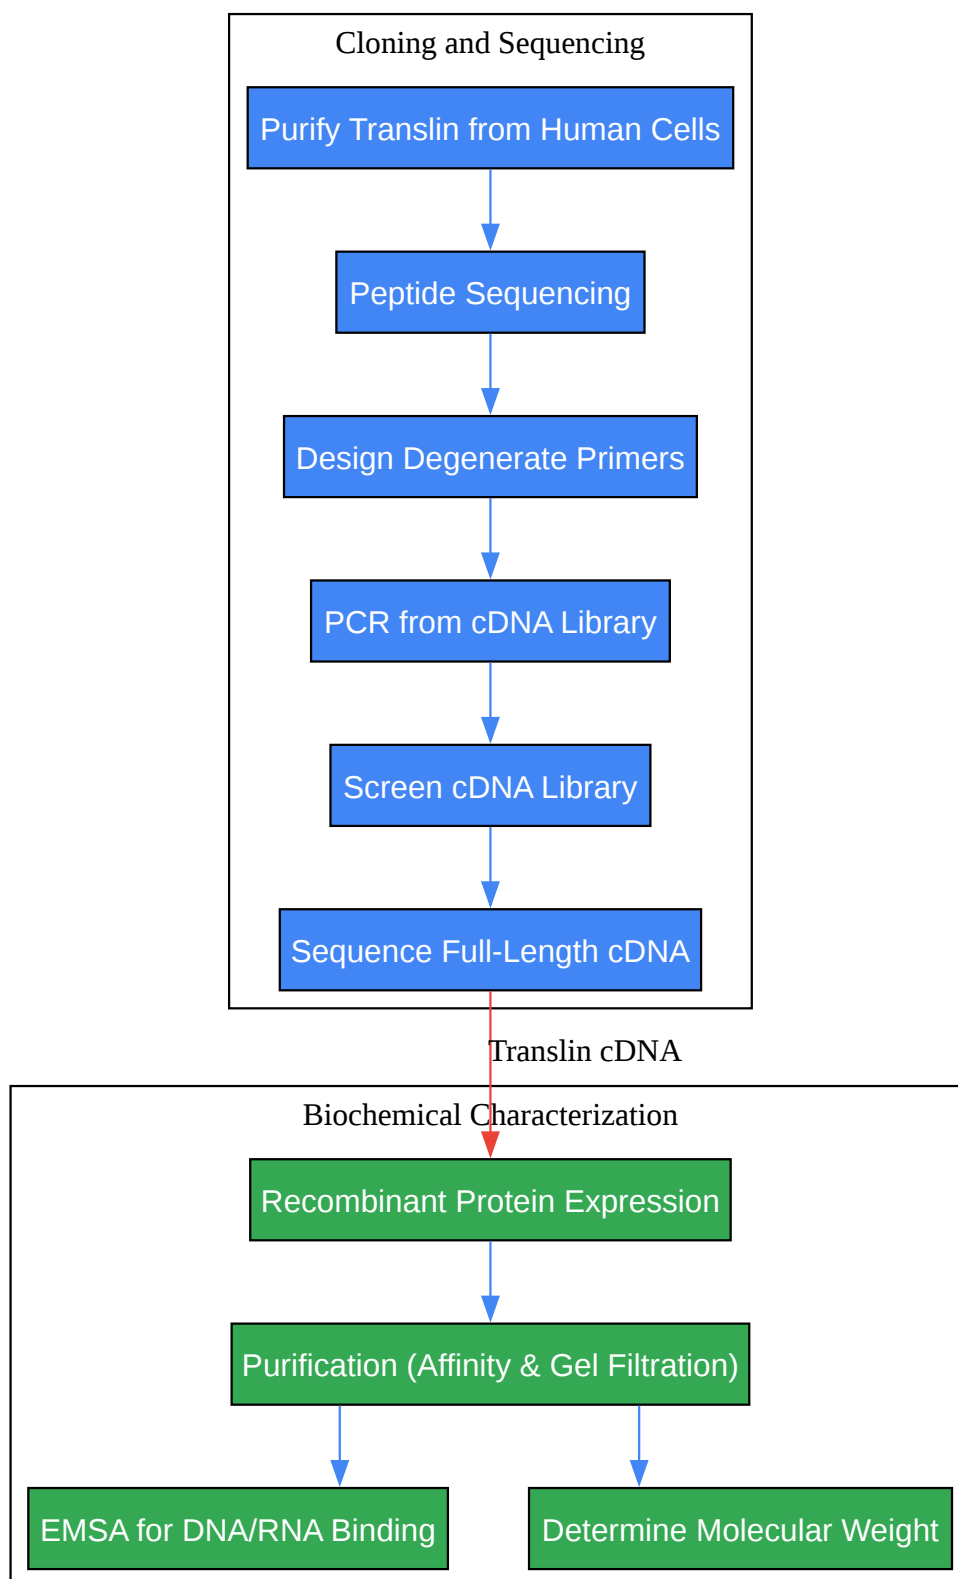 Cloning and Sequencing
Purify Translin from Human Cells
Peptide Sequencing
Design Degenerate Primers
PCR from cDNA Library
Screen cDNA Library
Sequence Full-Length cDNA
Translin cDNA
Biochemical Characterization
Recombinant Protein Expression
Purification (Affinity & Gel Filtration)
EMSA for DNA/RNA Binding
Determine Molecular Weight